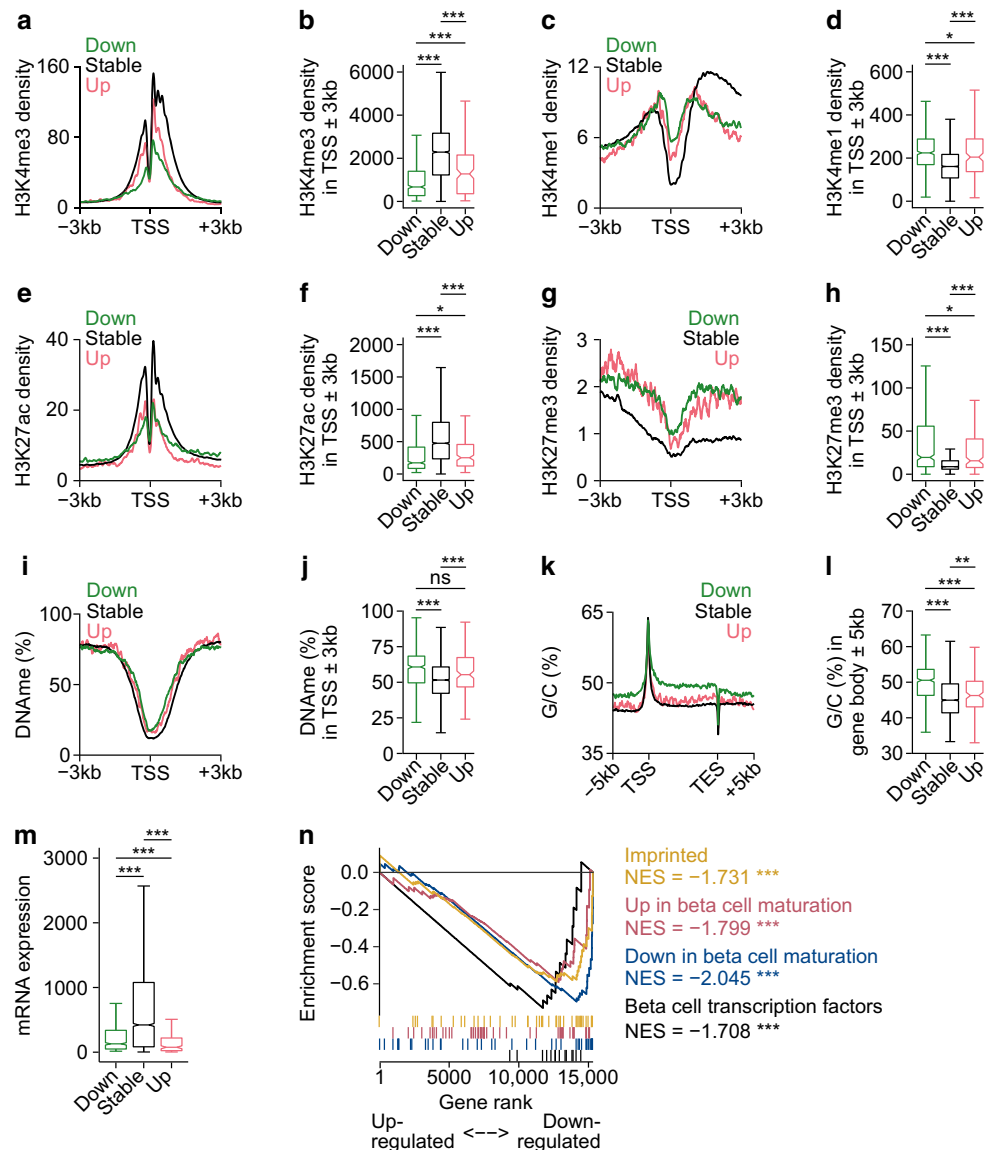 a
Down
Stable
Up
160
80
0
H3K4me3 density
−3kb TSS +3kb
b
***
***
***
6000
4000
2000
0
H3K4me3 density
in TSS ± 3kb
Down
Stable
Up
c
Down
Stable
Up
12
6
0
H3K4me1 density
−3kb TSS +3kb
d
***
*
***
600
400
200
0
H3K4me1 density
in TSS ± 3kb
Down
Stable
Up
e
Down
Stable
Up
40
20
0
H3K27ac density
−3kb TSS +3kb
f
***
*
***
2000
1500
1000
500
0
H3K27ac density
in TSS ± 3kb
Down
Stable
Up
g
Down
Stable
Up
3
2
1
0
H3K27me3 density
−3kb TSS +3kb
h
***
*
***
150
100
50
0
H3K27me3 density
in TSS ± 3kb
Down
Stable
Up
i
Down
Stable
Up
100
50
0
DNAme (%)
−3kb TSS +3kb
j
***
ns
***
100
75
50
25
0
DNAme (%)
in TSS ± 3kb
Down
Stable
Up
k
Down
Stable
Up
65
50
35
G/C (%)
−5kb
TSS
TES
+5kb
l
**
***
***
70
60
50
40
30
G/C (%) in
gene body ± 5kb
Down
Stable
Up
m
***
***
***
3000
2000
1000
0
mRNA expression
Down
Stable
Up
n
0.0
−0.2
−0.4
−0.6
Enrichment score
1 5000 10,000 15,000
Gene rank
Up-
regulated
<−−>
Down-
regulated
Imprinted
NES = −1.731 ***
Up in beta cell maturation
NES = −1.799 ***
Down in beta cell maturation
NES = −2.045 ***
Beta cell transcription factors
NES = −1.708 ***